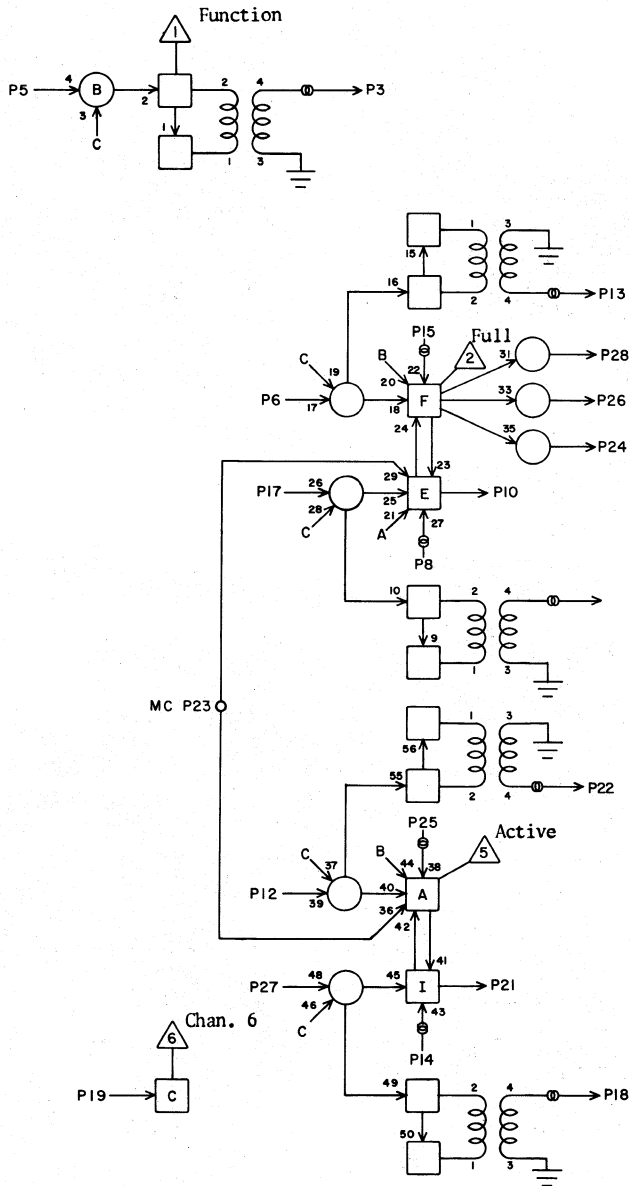 1 Function
P5 4 B 2 2 4 P3
3 C 1 1 3
15 1 3
16 2 4 P13
P15 Full
C 19 B 20 22 2 31 P28
P6 17 18 F 33 P26
24 23 35 P24
29
P17 26 25 E P10
28 C 21 A 27
P8
10 2 4
9 1 3
MC P23
56 1 3
55 2 4 P22
P25 Active
C 37 B 44 38 5
P12 39 40 A
36 42 41
P27 48 45 I P21
46 C 43
P14
6 Chan. 6
P19 C
49 2 4 P18
50 1 3